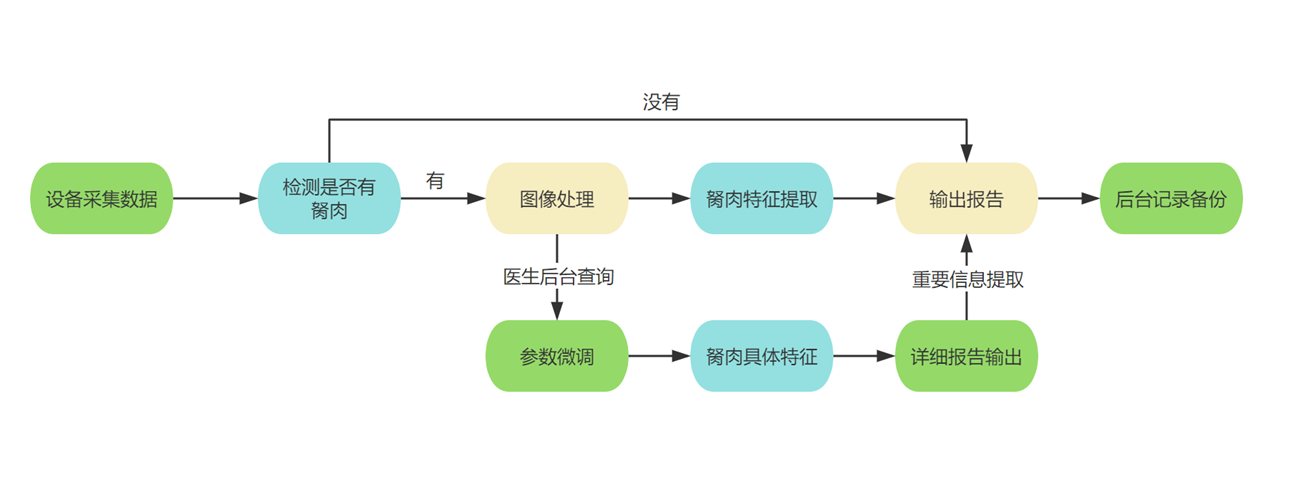 没有
设备采集数据
检测是否有
胬肉
有
图像处理
胬肉特征提取
输出报告
后台记录备份
医生后台查询
重要信息提取
参数微调
胬肉具体特征
详细报告输出